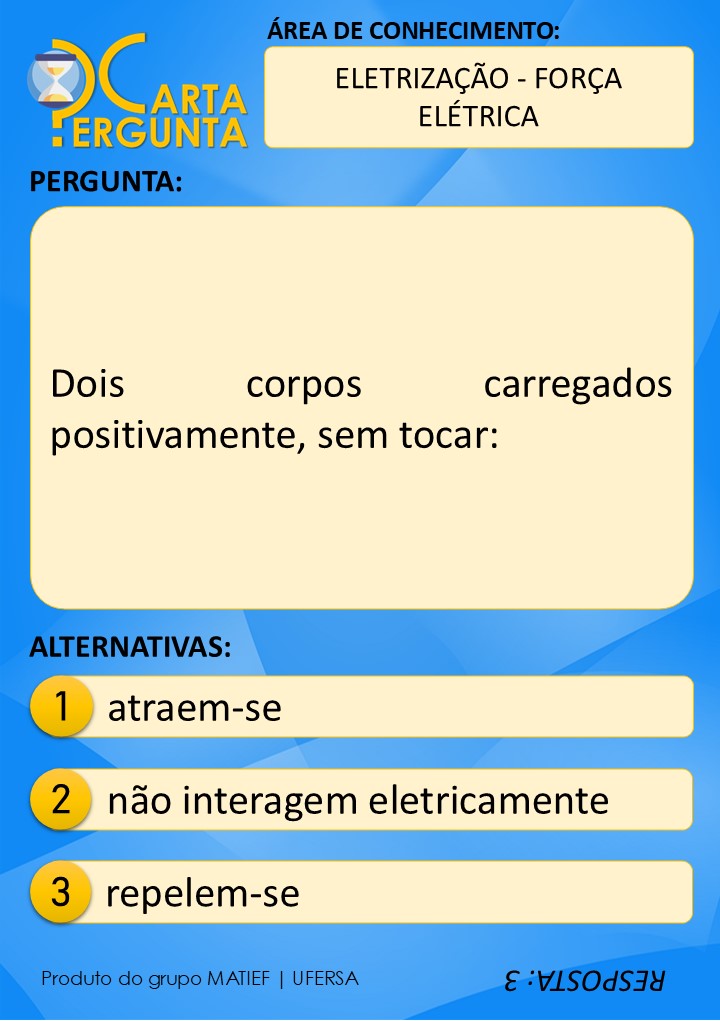 CARTA
PERGUNTA
ÁREA DE CONHECIMENTO:
ELETRIZAÇÃO - FORÇA
ELÉTRICA
PERGUNTA:
Dois corpos carregados
positivamente, sem tocar:
ALTERNATIVAS:
1 atraem-se
2 não interagem eletricamente
3 repelem-se
Produto do grupo MATIEF | UFERSA
RESPOSTA: 3